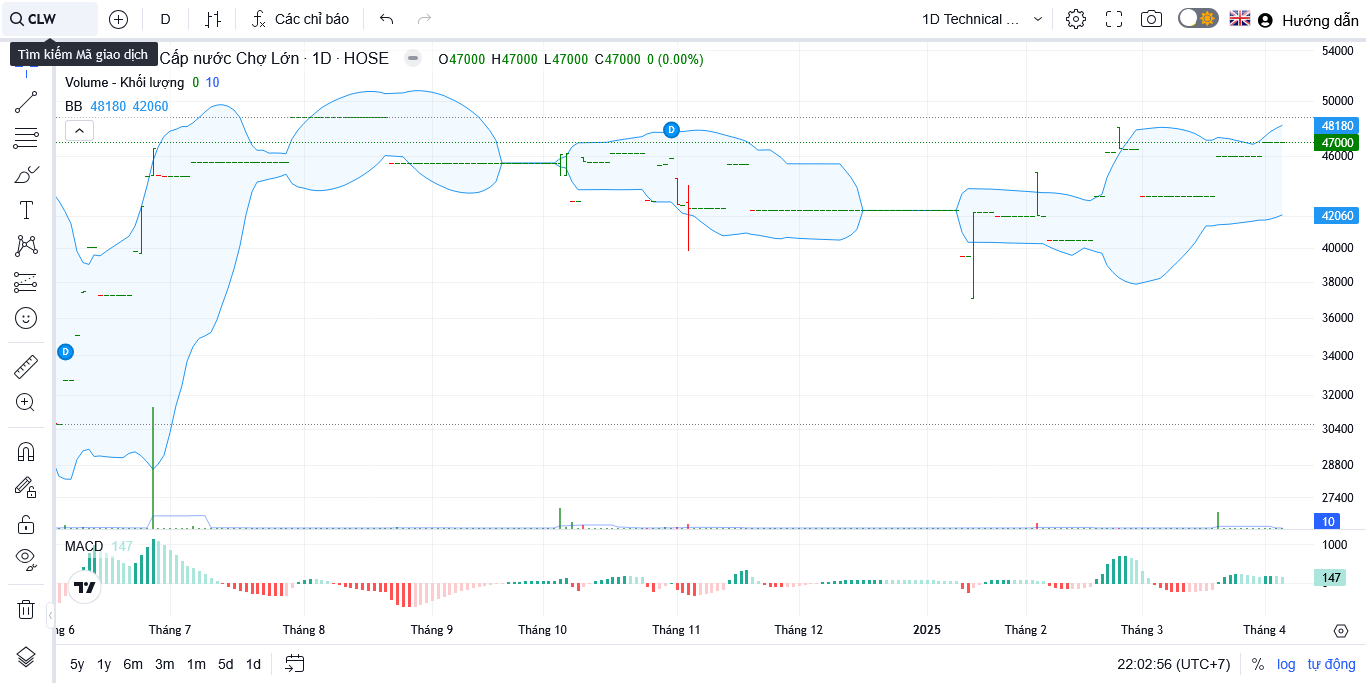 CLW
D
Các chỉ báo
1D Technical ...
Hướng dẫn
Tìm kiếm Mã giao dịch
Cấp nước Chợ Lớn · 1D · HOSE
O47000 H47000 L47000 C47000 0 (0.00%)
Volume - Khối lượng 0 10
BB 48180 42060
54000
50000
48180
47000
46000
42060
40000
38000
36000
34000
32000
30400
28800
27400
10
D
D
MACD 147
1000
147
ng 6
Tháng 7
Tháng 8
Tháng 9
Tháng 10
Tháng 11
Tháng 12
2025
Tháng 2
Tháng 3
Tháng 4
5y 1y 6m 3m 1m 5d 1d
22:02:56 (UTC+7)
% log tự động